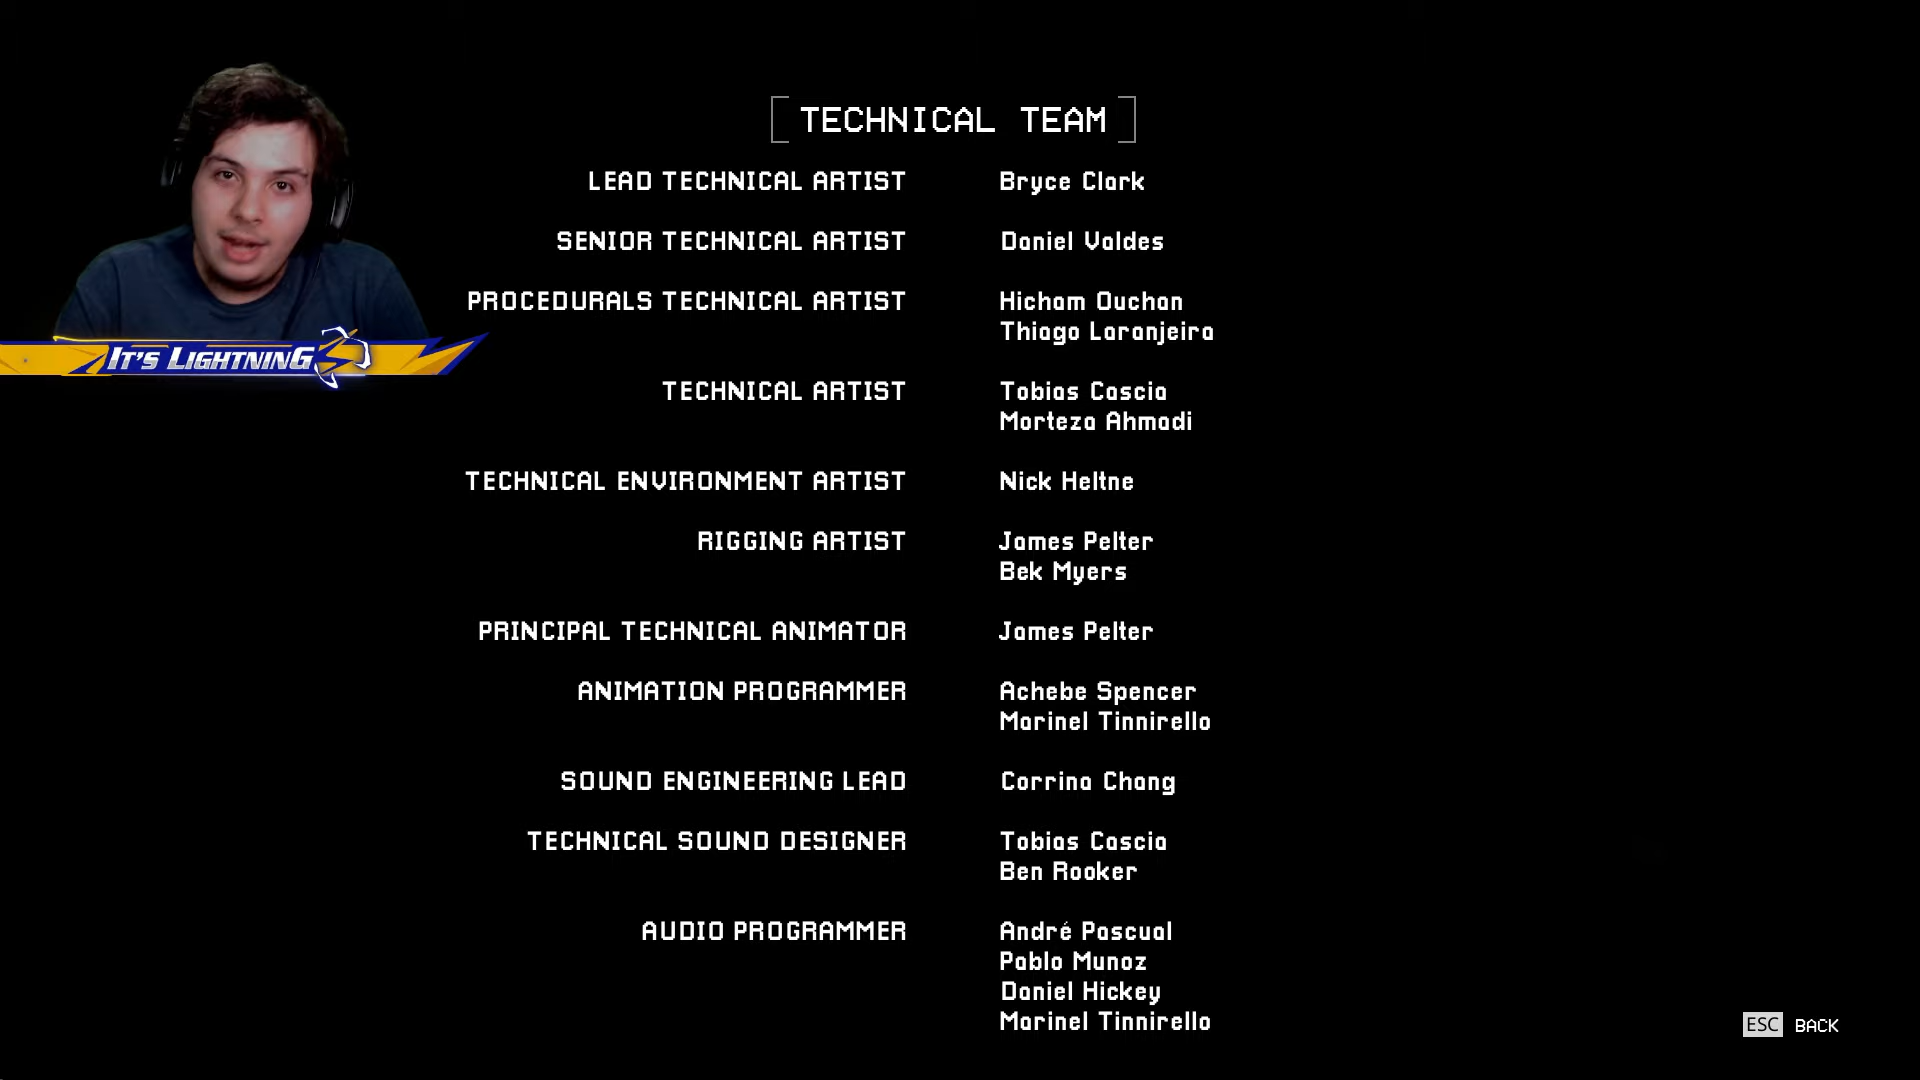 TECHNICAL TEAM
LEAD TECHNICAL ARTIST Bryce Clark
SENIOR TECHNICAL ARTIST Daniel Valdes
PROCEDURALS TECHNICAL ARTIST Hicham Ouchan
Thiago Laranjeira
IT'S LIGHTNING
TECHNICAL ARTIST Tobias Cascia
Morteza Ahmadi
TECHNICAL ENVIRONMENT ARTIST Nick Heltne
RIGGING ARTIST James Pelter
Bek Myers
PRINCIPAL TECHNICAL ANIMATOR James Pelter
ANIMATION PROGRAMMER Achebe Spencer
Marinel Tinnirello
SOUND ENGINEERING LEAD Corrina Chang
TECHNICAL SOUND DESIGNER Tobias Cascia
Ben Rooker
AUDIO PROGRAMMER André Pascual
Pablo Munoz
Daniel Hickey
Marinel Tinnirello
ESC BACK